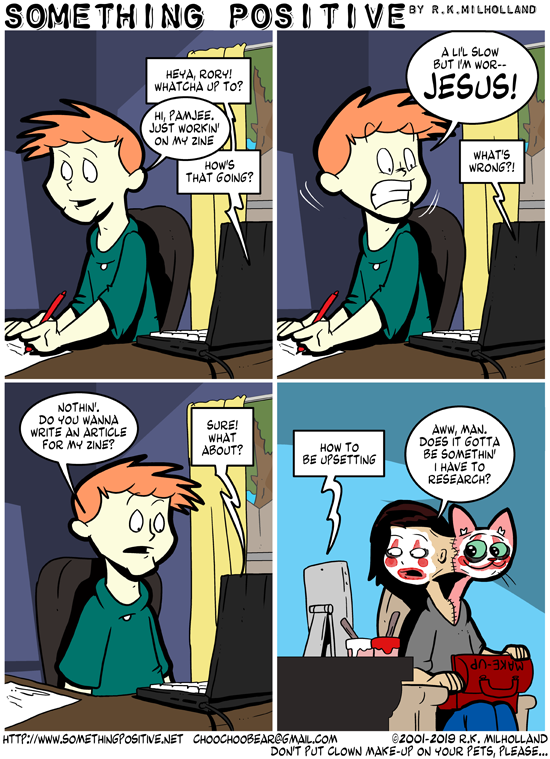 SOMETHING POSITIVE BY R.K.MILHOLLAND
HEYA, RORY!
WHATCHA UP TO?
HI, PAMJEE.
JUST WORKIN'
ON MY ZINE
HOW'S
THAT GOING?
A LI'L SLOW
BUT I'M WOR--
JESUS!
WHAT'S
WRONG?!
NOTHIN'.
DO YOU WANNA
WRITE AN ARTICLE
FOR MY ZINE?
SURE!
WHAT
ABOUT?
HOW TO
BE UPSETTING
AWW, MAN.
DOES IT GOTTA
BE SOMETHIN'
I HAVE TO
RESEARCH?
MAKE-UP
HTTP://WWW.SOMETHINGPOSITIVE.NET CHOOCHOOBEAR@GMAIL.COM ©2001-2019 R.K. MILHOLLAND
DON'T PUT CLOWN MAKE-UP ON YOUR PETS, PLEASE...